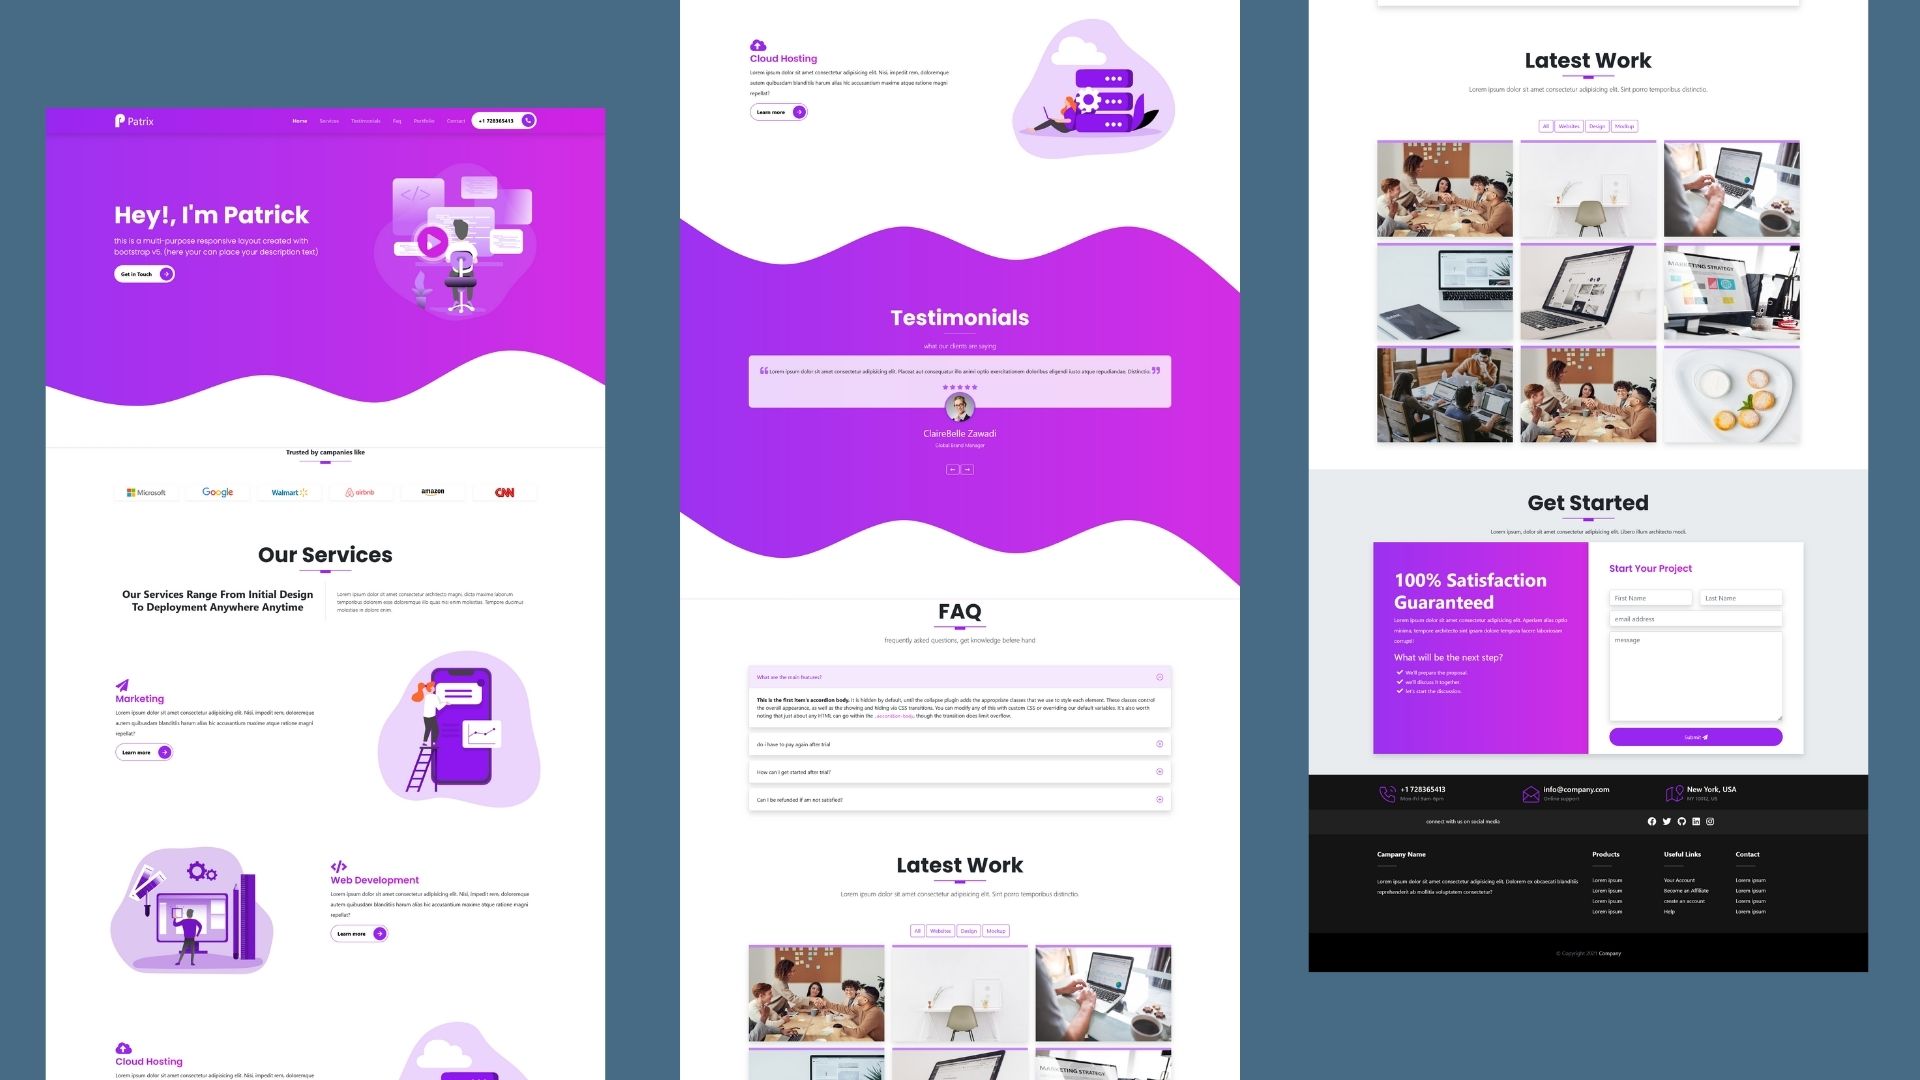 Patrix
Home Services Testimonials Faq Portfolio Contact +1 728365413
Hey!, I'm Patrick
this is a multi-purpose responsive layout created with
bootstrap v5. (here your can place your description text)
Get in Touch
Trusted by campanies like
Microsoft Google Walmart airbnb amazon CNN
Our Services
Our Services Range From Initial Design
To Deployment Anywhere Anytime
Lorem ipsum dolor sit amet consectetur architecto magni, dicta maxime laborum
temporibus dolorem esse doloremque illo quas nisi enim molestias. Tempore ducimus
molestiae in dolore enim.
Marketing
Lorem ipsum dolor sit amet consectetur adipisicing elit. Nisi, impedit rem, doloremque
autem quibusdam blanditiis harum alias hic accusantium maxime atque ratione magni
repellat?
Learn more
Web Development
Lorem ipsum dolor sit amet consectetur adipisicing elit. Nisi, impedit rem, doloremque
autem quibusdam blanditiis harum alias hic accusantium maxime atque ratione magni
repellat?
Learn more
Cloud Hosting
Lorem ipsum dolor sit amet consectetur adipisicing elit. Nisi, impedit rem, doloremque
Cloud Hosting
Lorem ipsum dolor sit amet consectetur adipisicing elit. Nisi, impedit rem, doloremque
autem quibusdam blanditiis harum alias hic accusantium maxime atque ratione magni
repellat?
Learn more
Testimonials
what our clients are saying
Lorem ipsum dolor sit amet consectetur adipisicing elit. Placeat aut consequatur illo animi optio exercitationem doloribus eligendi iusto atque repudiandae. Distinctio.
ClaireBelle Zawadi
Global Brand Manager
FAQ
frequently asked questions, get knowledge befere hand
What are the main features?
This is the first item's accordion body. It is hidden by default, until the collapse plugin adds the appropriate classes that we use to style each element. These classes control
the overall appearance, as well as the showing and hiding via CSS transitions. You can modify any of this with custom CSS or overriding our default variables. It's also worth
noting that just about any HTML can go within the .accordion-body, though the transition does limit overflow.
do i have to pay again after trial
How can I get started after trial?
Can I be refunded if am not satisfied?
Latest Work
Lorem ipsum dolor sit amet consectetur adipisicing elit. Sint porro temporibus distinctio.
All Websites Design Mockup
MARKETING STRATEGY
Latest Work
Lorem ipsum dolor sit amet consectetur adipisicing elit. Sint porro temporibus distinctio.
All Websites Design Mockup
MARKETING STRATEGY
Get Started
Lorem ipsum, dolor sit amet consectetur adipisicing elit. Libero illum architecto modi.
100% Satisfaction
Guaranteed
Lorem ipsum dolor sit amet consectetur adipisicing elit. Aperiam alias optio
minima, tempore architecto sint ipsam dolore tempora facere laboriosam
corrupti!
What will be the next step?
We'll prepare the proposal.
we'll discuss it together.
let's start the discussion.
Start Your Project
First Name Last Name
email address
message
Submit
+1 728365413
Mon-Fri 8am-6pm
info@company.com
Online support
New York, USA
NY 10012, US
connect with us on social media
Campany Name
Lorem ipsum dolor sit amet consectetur adipisicing elit. Dolorem ex obcaecati blanditiis
reprehenderit ab mollitia voluptatem consectetur?
Products
Lorem ipsum
Lorem ipsum
Lorem ipsum
Lorem ipsum
Useful Links
Your Account
Become an Affiliate
create an account
Help
Contact
Lorem ipsum
Lorem ipsum
Lorem ipsum
Lorem ipsum
© Copyright 2021 Company